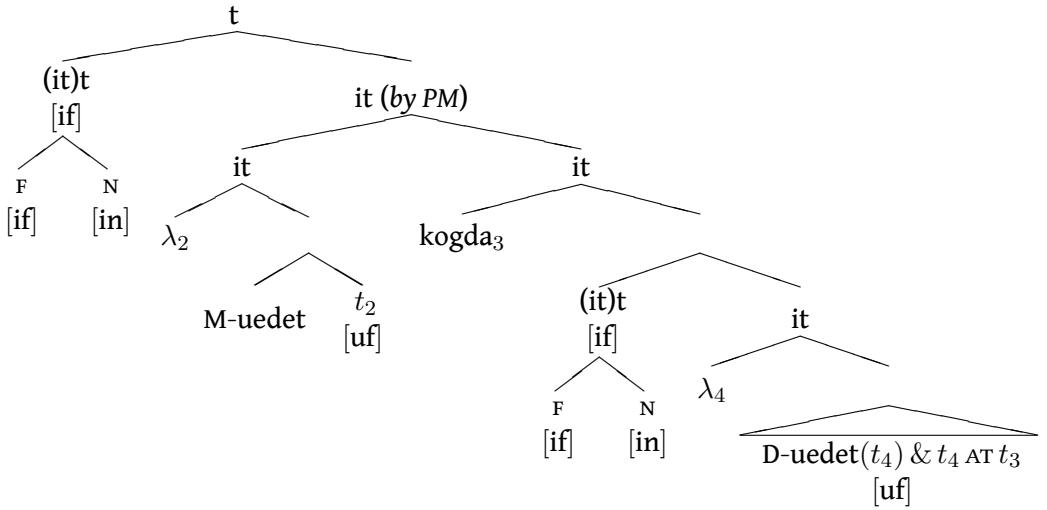 t
(it)t
[if]
it (by PM)
F N
[if] [in]
it it
λ₂ kogda₃
M-uedet t₂
[uf]
(it)t
[if]
it
F N
[if] [in]
λ₄
D-uedet(t₄) & t₄ AT t₃
[uf]